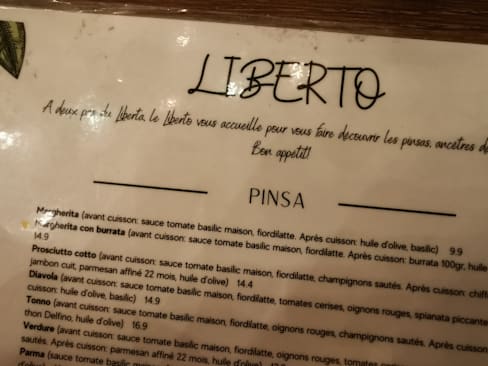 LIBERTO
A deux pas du Liberta, le Liberto vous accueille pour vous faire découvrir les pinsas, ancêtres
Bon appétit!
PINSA
Margherita (avant cuisson: sauce tomate basilic maison, fiordilatte. Après cuisson: huile d'olive, basilic) 9.9
Margherita con burrata (avant cuisson: sauce tomate basilic maison, fiordilatte. Après cuisson: burrata 100gr, huile
14.9
Prosciutto cotto (avant cuisson: sauce tomate basilic maison, fiordilatte, champignons sautés. Après cuisson:
jambon cuit, parmesan affiné 22 mois, huile d'olive) 14.4
Diavola (avant cuisson: sauce tomate basilic maison, fiordilatte, tomates cerises, oignons rouges, spianata piccante
cuisson: huile d'olive, basilic) 14.9
Tonno (avant cuisson: sauce tomate basilic maison, fiordilatte, oignons rouges, champignons sautés. Après cuisson:
thon Delfino, huile d'olive) 16.9
Verdure (avant cuisson: sauce tomate basilic maison, fiordilatte, oignons rouges, tomates
sautés. Après cuisson: parmesan affiné 22 mois, huile d'olive)
Parma (sauce tomate basilic